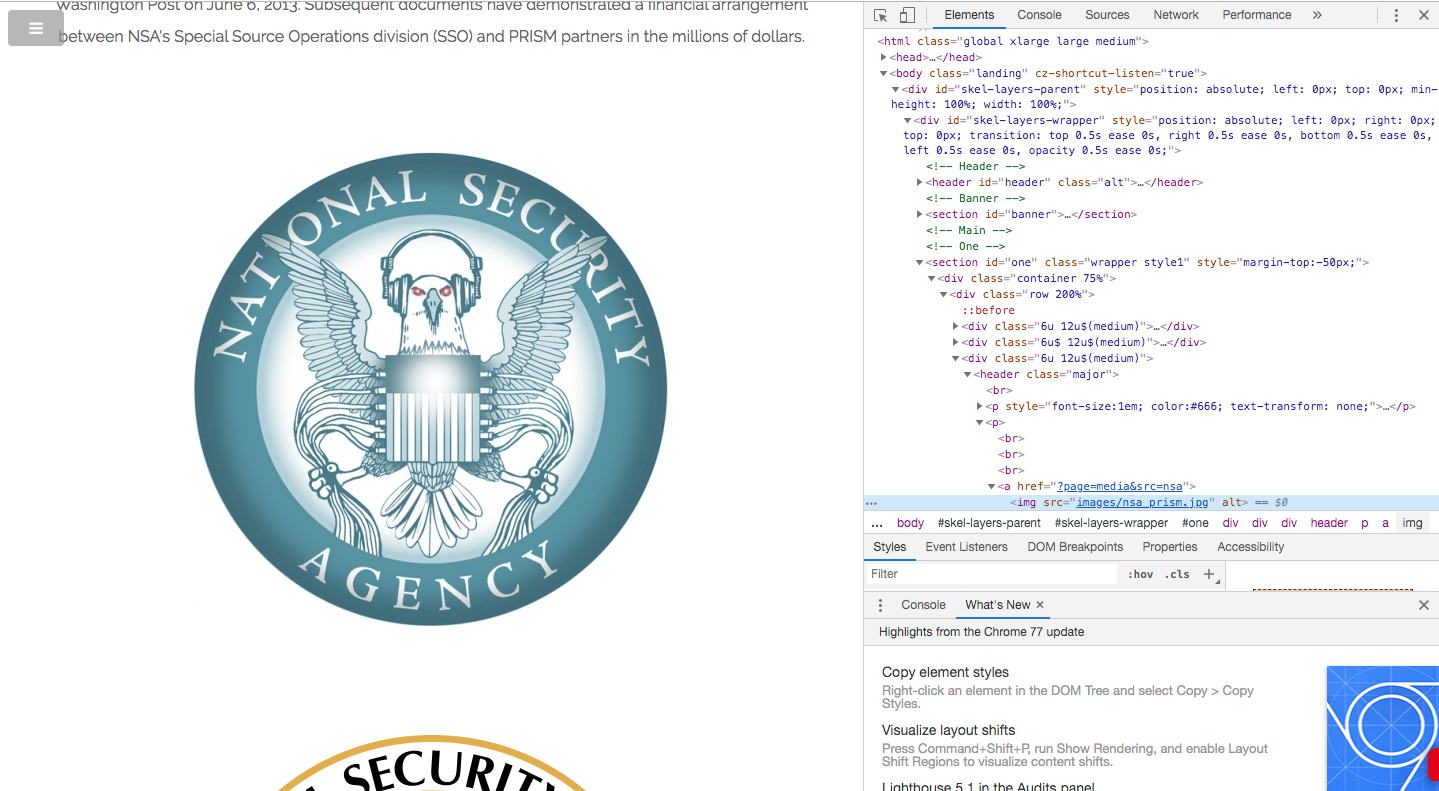 Washington Post on June 6, 2013. Subsequent documents have demonstrated a financial arrangement
between NSA's Special Source Operations division (SSO) and PRISM partners in the millions of dollars.
NATIONAL SECURITY
AGENCY
SECURITY
Elements Console Sources Network Performance »
<html class="global xlarge large medium">
<head>…</head>
<body class="landing" cz-shortcut-listen="true">
<div id="skel-layers-parent" style="position: absolute; left: 0px; top: 0px; min-
height: 100%; width: 100%;">
<div id="skel-layers-wrapper" style="position: absolute; left: 0px; right: 0px;
top: 0px; transition: top 0.5s ease 0s, right 0.5s ease 0s, bottom 0.5s ease 0s,
left 0.5s ease 0s, opacity 0.5s ease 0s;">
<!-- Header -->
<header id="header" class="alt">…</header>
<!-- Banner -->
<section id="banner">…</section>
<!-- Main -->
<!-- One -->
<section id="one" class="wrapper style1" style="margin-top:-50px;">
<div class="container 75%">
<div class="row 200%">
::before
<div class="6u 12u$(medium)">…</div>
<div class="6u$ 12u$(medium)">…</div>
<div class="6u 12u$(medium)">
<header class="major">
<br>
<p style="font-size:1em; color:#666; text-transform: none;">…</p>
<p>
<br>
<br>
<br>
<a href="?page=media&src=nsa">
… <img src="images/nsa_prism.jpg" alt> == $0
... body #skel-layers-parent #skel-layers-wrapper #one div div div header p a img
Styles Event Listeners DOM Breakpoints Properties Accessibility
Filter :hov .cls +
Console What's New ×
Highlights from the Chrome 77 update
Copy element styles
Right-click an element in the DOM Tree and select Copy > Copy
Styles.
Visualize layout shifts
Press Command+Shift+P, run Show Rendering, and enable Layout
Shift Regions to visualize content shifts.
Lighthouse 5.1 in the Audits panel